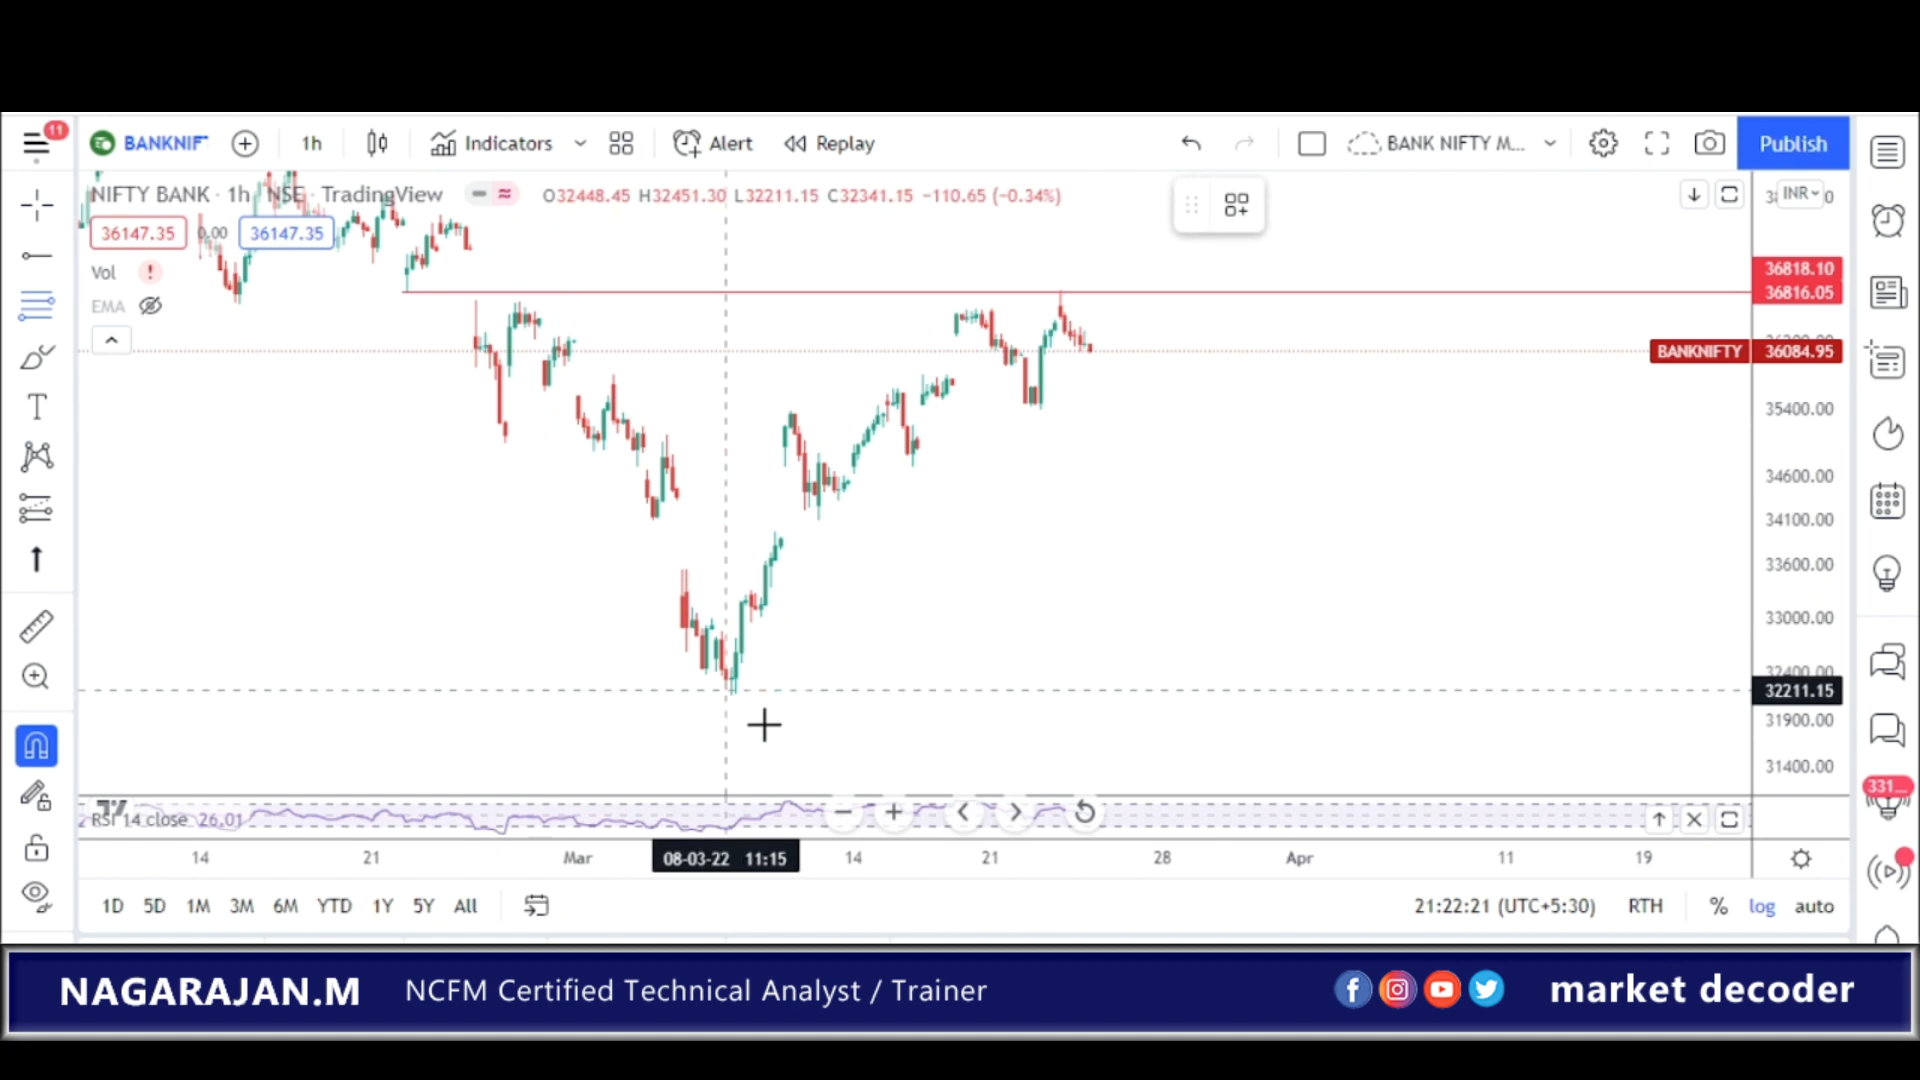 11
BANKNIF
1h
Indicators
Alert
Replay
BANK NIFTY M...
Publish
NIFTY BANK · 1h · NSE · TradingView
O32448.45 H32451.30 L32211.15 C32341.15 −110.65 (−0.34%)
INR
36147.35 0.00 36147.35
Vol
EMA
36818.10
36816.05
BANKNIFTY 36084.95
35400.00
34600.00
34100.00
33600.00
33000.00
32400.00
32211.15
31900.00
31400.00
331...
RSI 14 close 26.01
14 21 Mar 08-03-22 11:15 14 21 28 Apr 11 19
1D 5D 1M 3M 6M YTD 1Y 5Y All
21:22:21 (UTC+5:30) RTH % log auto
NAGARAJAN.M NCFM Certified Technical Analyst / Trainer market decoder